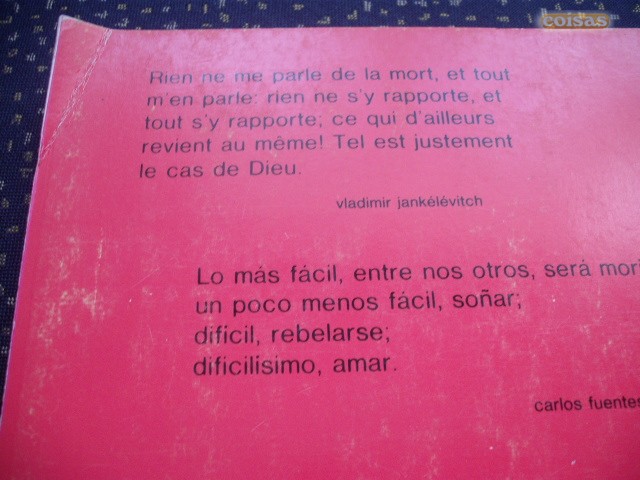 coisas
Rien ne me parle de la mort, et tout
m'en parle: rien ne s'y rapporte, et
tout s'y rapporte; ce qui d'ailleurs
revient au même! Tel est justement
le cas de Dieu.
vladimir jankélévitch
Lo más fácil, entre nos otros, será mori
un poco menos fácil, soñar;
dificil, rebelarse;
dificilisimo, amar.
carlos fuentes